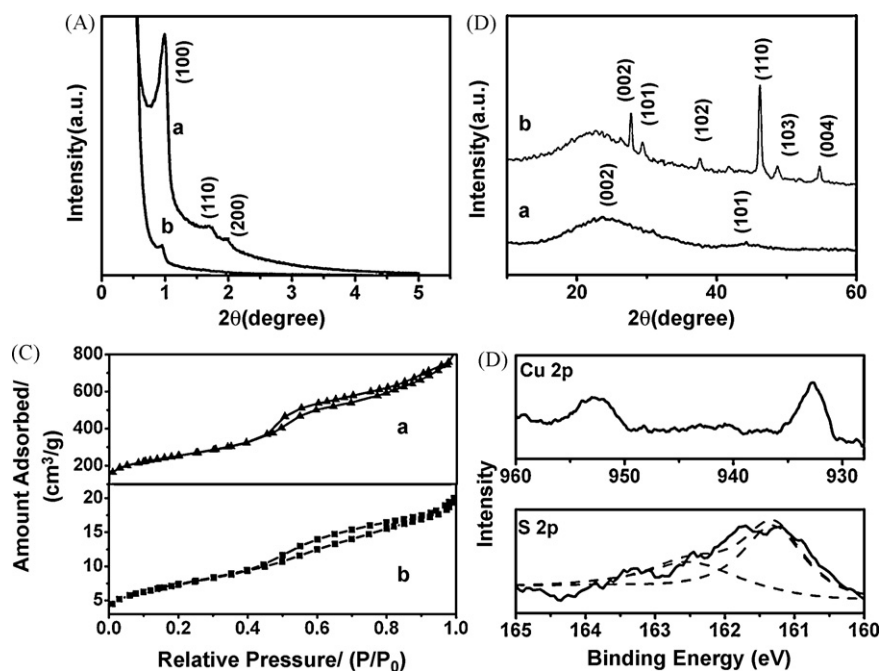 (A)
Intensity(a.u.)
(100)
a
(110)
(200)
b
0 1 2 3 4 5
2θ(degree)
(D)
Intensity(a.u.)
(110)
(002)
(101)
(102)
(103)
(004)
b
(002)
a
(101)
20 40 60
2θ(degree)
(C)
Amount Adsorbed/
(cm³/g)
800
600
400
200
a
20
15
10
5
b
0.0 0.2 0.4 0.6 0.8 1.0
Relative Pressure/ (P/P₀)
(D)
Intensity
Cu 2p
960 950 940 930
S 2p
165 164 163 162 161 160
Binding Energy (eV)